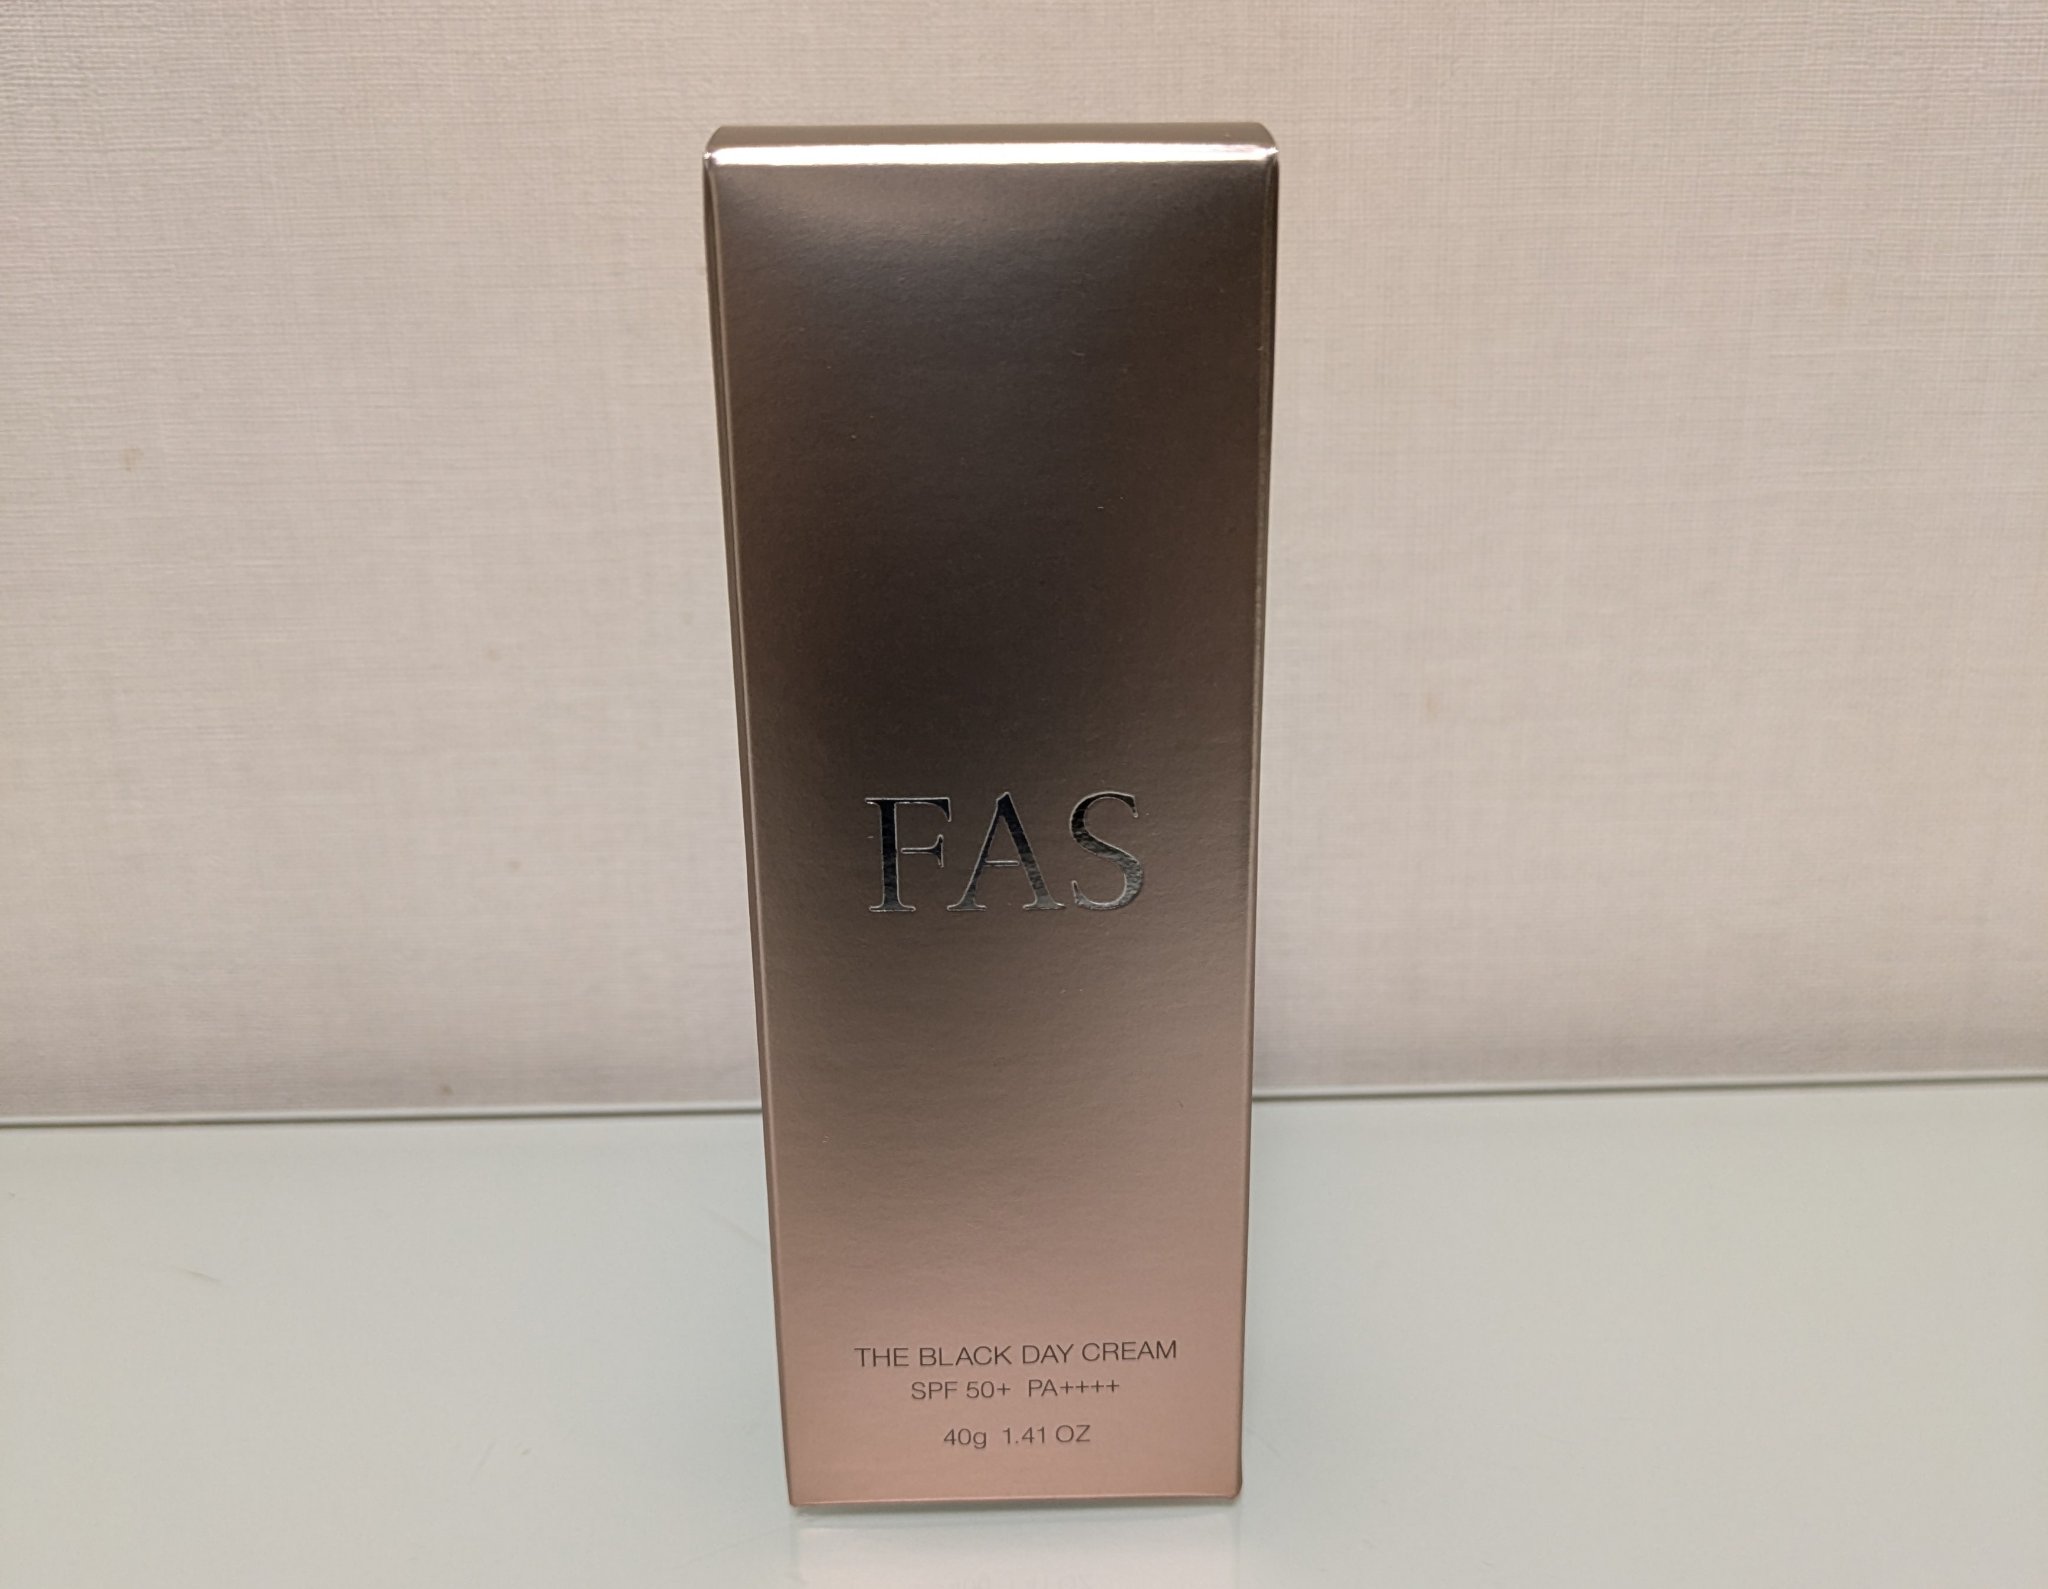 FAS
THE BLACK DAY CREAM
SPF 50+ PA++++
40g 1.41 OZ